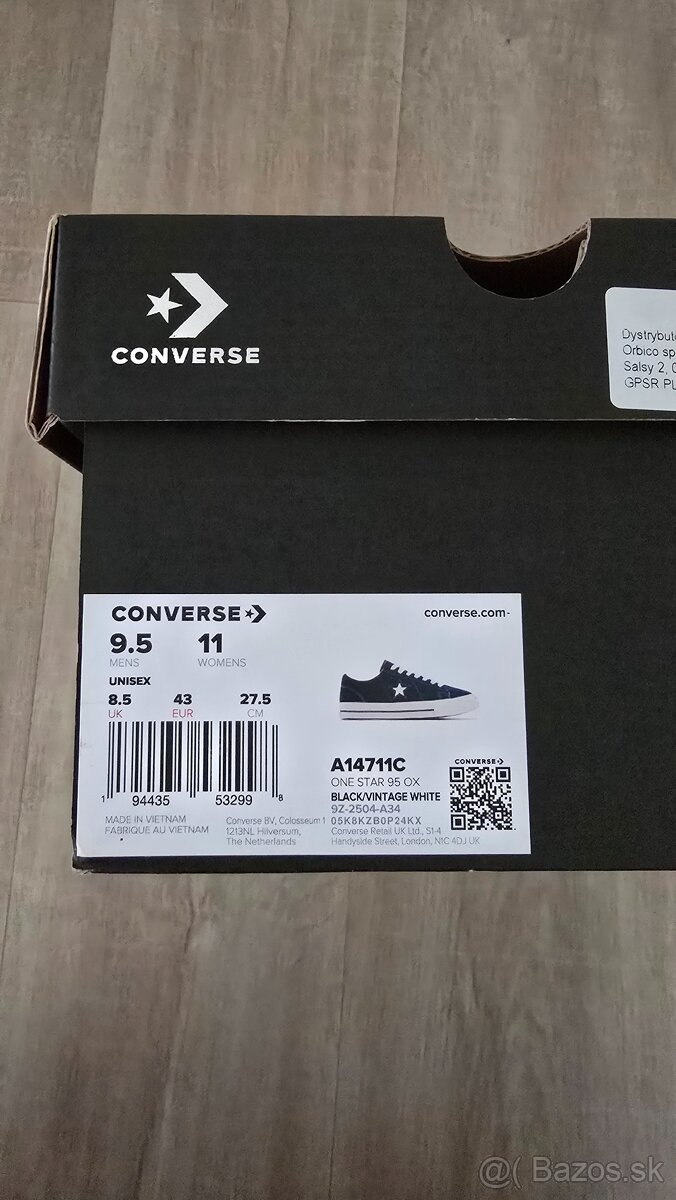 CONVERSE
Dystrybut
Orbico sp
Salsy 2,
GPSR PL
CONVERSE
converse.com
9.5 11
MENS WOMENS
UNISEX
8.5 43 27.5
UK EUR CM
1 94435 53299 8
A14711C
ONE STAR 95 OX
BLACK/VINTAGE WHITE
9Z-2504-A34
05K8KZB0P24KX
CONVERSE
MADE IN VIETNAM
FABRIQUE AU VIETNAM
Converse BV, Colosseum 1
1213NL Hilversum,
The Netherlands
Converse Retail UK Ltd., S1-4
Handyside Street, London, N1C 4DJ UK
@( Bazos.sk